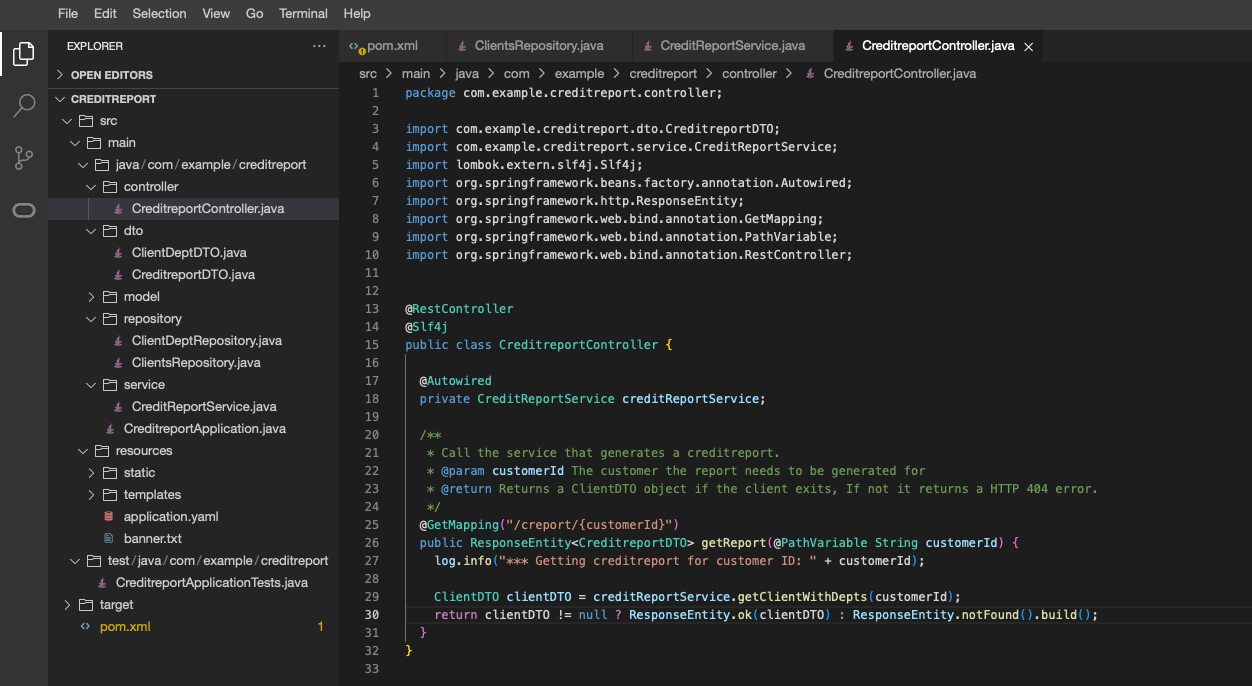 File Edit Selection View Go Terminal Help
EXPLORER ···
OPEN EDITORS
CREDITREPORT
src
main
java/com/example/creditreport
controller
CreditreportController.java
dto
ClientDeptDTO.java
CreditreportDTO.java
model
repository
ClientDeptRepository.java
ClientsRepository.java
service
CreditReportService.java
CreditreportApplication.java
resources
static
templates
application.yaml
banner.txt
test/java/com/example/creditreport
CreditreportApplicationTests.java
target
pom.xml 1
pom.xml ClientsRepository.java CreditReportService.java CreditreportController.java
src > main > java > com > example > creditreport > controller > CreditreportController.java
1 package com.example.creditreport.controller;
2
3 import com.example.creditreport.dto.CreditreportDTO;
4 import com.example.creditreport.service.CreditReportService;
5 import lombok.extern.slf4j.Slf4j;
6 import org.springframework.beans.factory.annotation.Autowired;
7 import org.springframework.http.ResponseEntity;
8 import org.springframework.web.bind.annotation.GetMapping;
9 import org.springframework.web.bind.annotation.PathVariable;
10 import org.springframework.web.bind.annotation.RestController;
11
12
13 @RestController
14 @Slf4j
15 public class CreditreportController {
16
17 @Autowired
18 private CreditReportService creditReportService;
19
20 /**
21 * Call the service that generates a creditreport.
22 * @param customerId The customer the report needs to be generated for
23 * @return Returns a ClientDTO object if the client exits, If not it returns a HTTP 404 error.
24 */
25 @GetMapping("/creport/{customerId}")
26 public ResponseEntity<CreditreportDTO> getReport(@PathVariable String customerId) {
27 log.info("*** Getting creditreport for customer ID: " + customerId);
28
29 ClientDTO clientDTO = creditReportService.getClientWithDepts(customerId);
30 return clientDTO != null ? ResponseEntity.ok(clientDTO) : ResponseEntity.notFound().build();
31 }
32 }
33